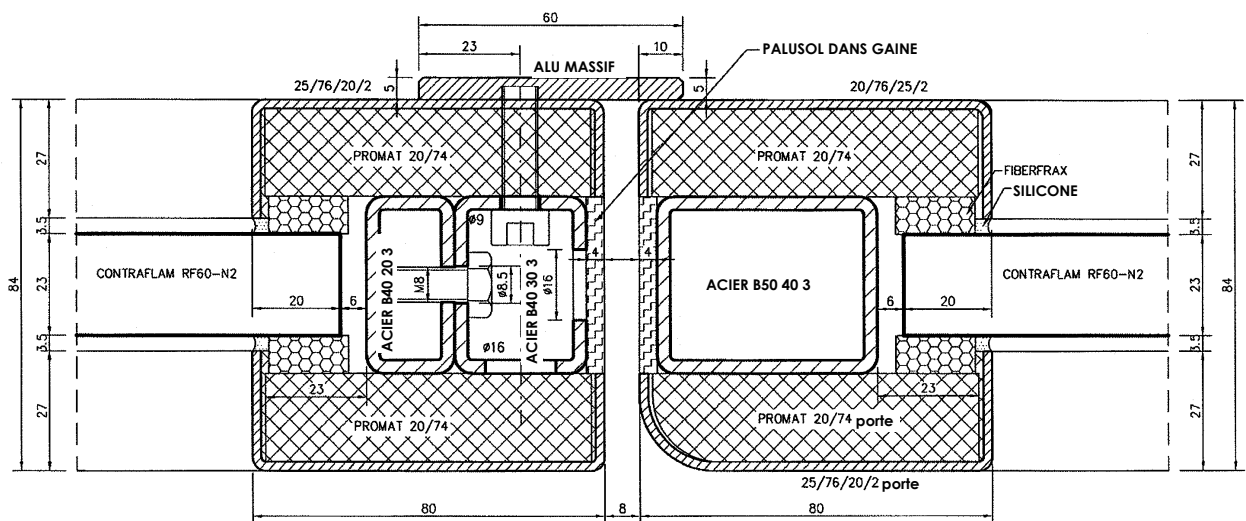 60
23
10
PALUSOL DANS GAINE
ALU MASSIF
25/76/20/2
5
5
20/76/25/2
PROMAT 20/74
PROMAT 20/74
27
27
FIBERFRAX
SILICONE
3.5
3.5
84
84
CONTRAFLAM RF60-N2
23
20
6
ACIER B40 20 3
M8
ø9
ø8.5
ø16
ACIER B40 30 3
ø16
4
4
ACIER B50 40 3
6
20
CONTRAFLAM RF60-N2
23
3.5
3.5
23
23
27
27
PROMAT 20/74
PROMAT 20/74 porte
25/76/20/2 porte
80
8
80